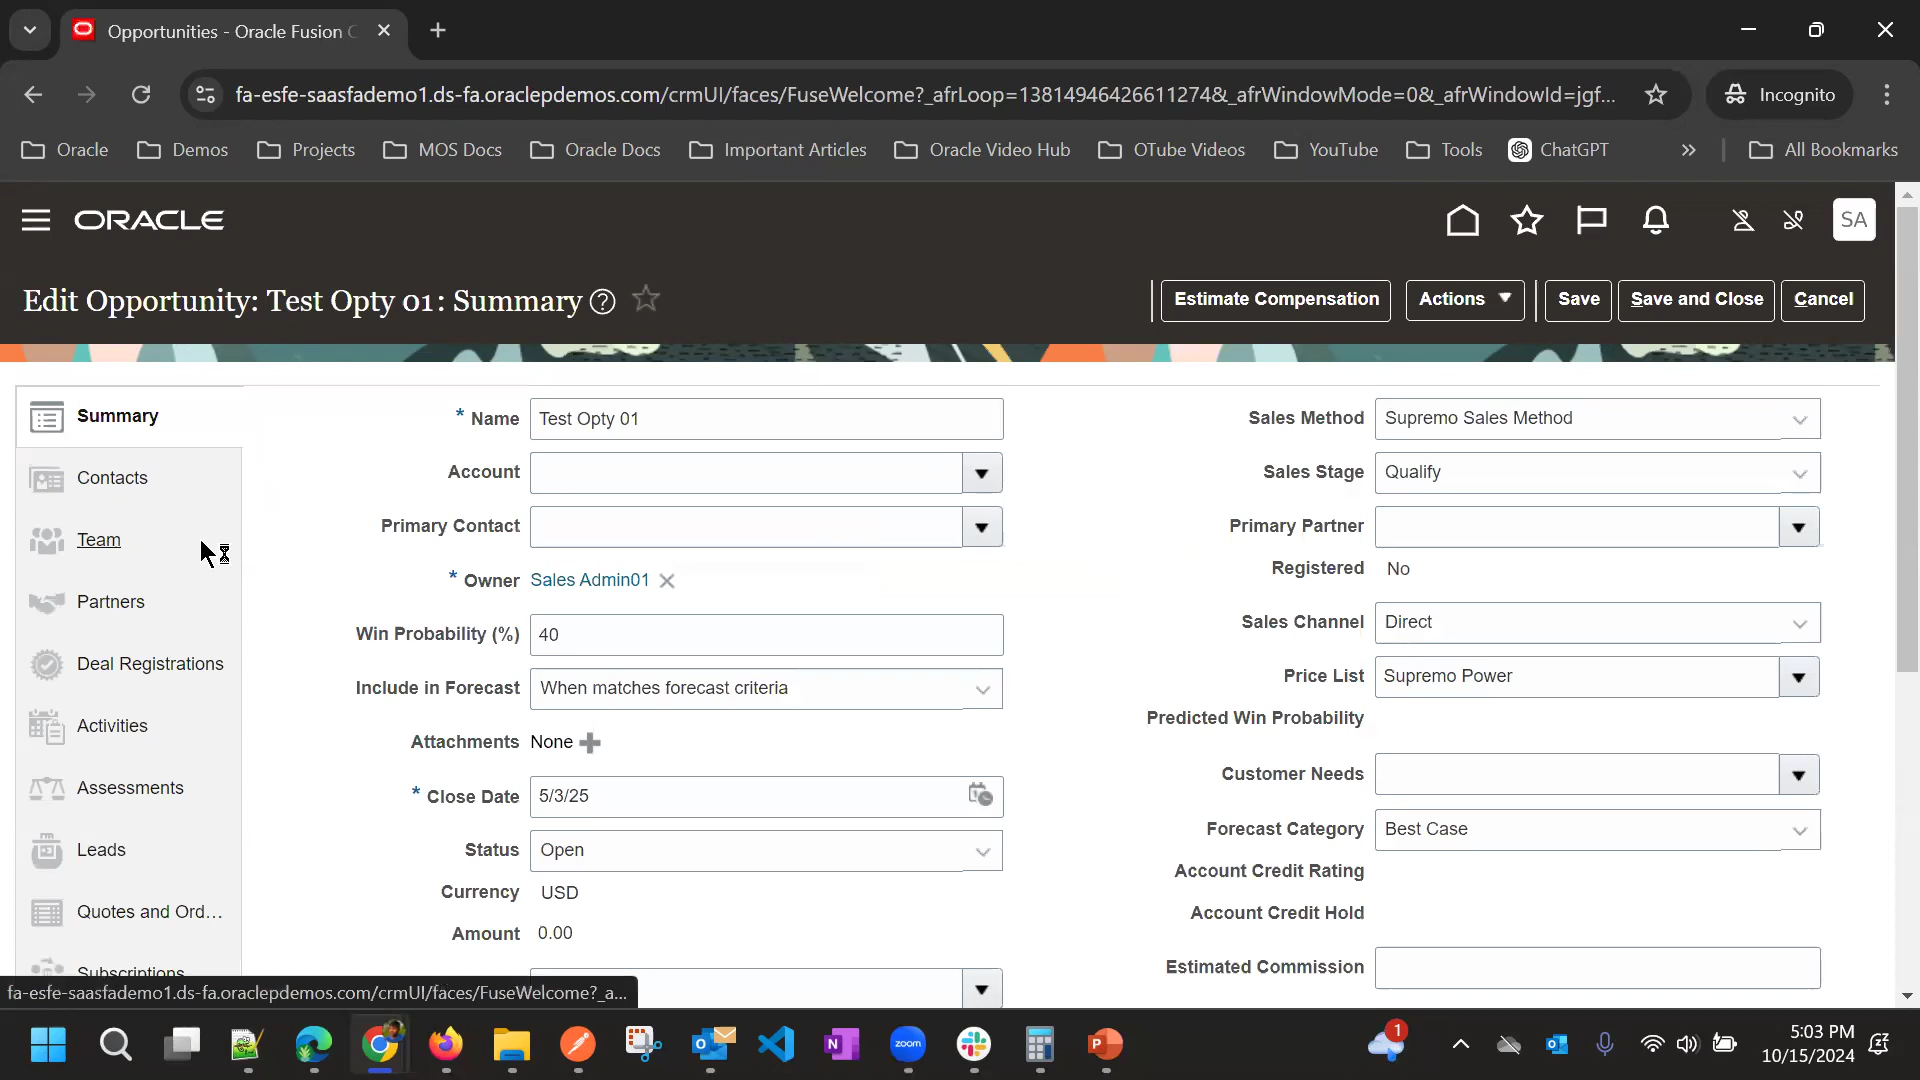 Opportunities - Oracle Fusion C
fa-esfe-saasfademo1.ds-fa.oraclepdemos.com/crmUI/faces/FuseWelcome?_afrLoop=13814946426611274&_afrWindowMode=0&_afrWindowId=jgf...
Incognito
Oracle
Demos
Projects
MOS Docs
Oracle Docs
Important Articles
Oracle Video Hub
OTube Videos
YouTube
Tools
ChatGPT
»
All Bookmarks
ORACLE
SA
Edit Opportunity: Test Opty 01: Summary
Estimate Compensation
Actions
Save
Save and Close
Cancel
Summary
Contacts
Team
Partners
Deal Registrations
Activities
Assessments
Leads
Quotes and Ord...
Subscriptions
* Name Test Opty 01
Account
Primary Contact
* Owner Sales Admin01
Win Probability (%) 40
Include in Forecast When matches forecast criteria
Attachments None
* Close Date 5/3/25
Status Open
Currency USD
Amount 0.00
Sales Method Supremo Sales Method
Sales Stage Qualify
Primary Partner
Registered No
Sales Channel Direct
Price List Supremo Power
Predicted Win Probability
Customer Needs
Forecast Category Best Case
Account Credit Rating
Account Credit Hold
Estimated Commission
fa-esfe-saasfademo1.ds-fa.oraclepdemos.com/crmUI/faces/FuseWelcome?_a...
zoom
1
5:03 PM
10/15/2024